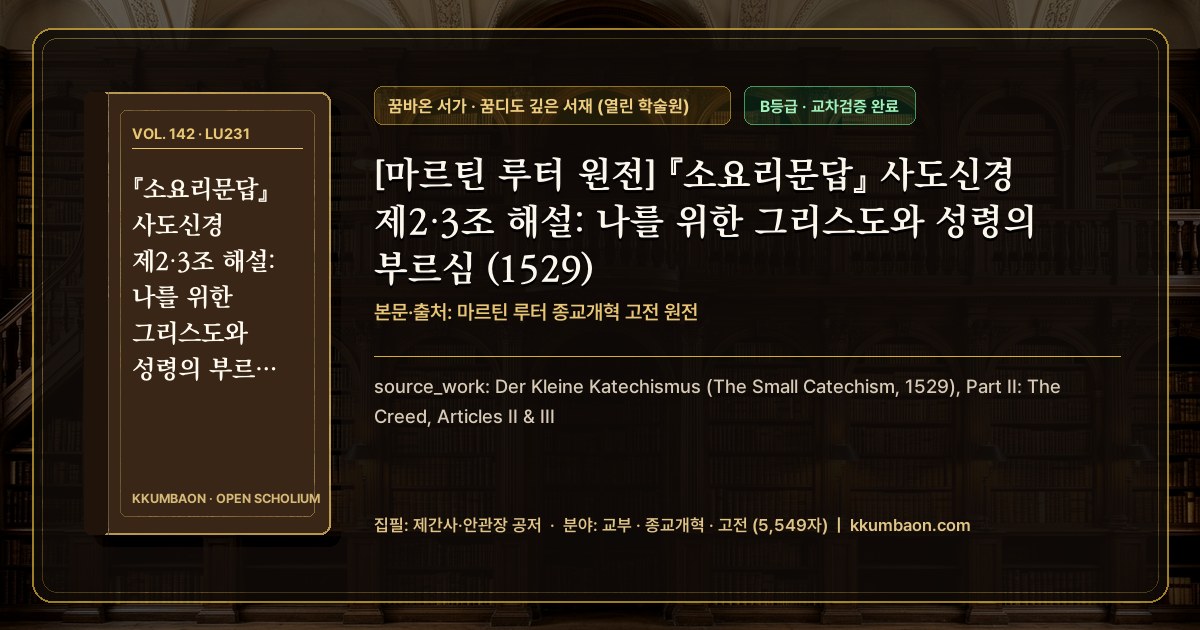 VOL. 142 · LU231
『소요리문답』
사도신경
제2·3조 해설:
나를 위한
그리스도와
성령의 부르…
KKUMBAON · OPEN SCHOLIUM
꿈바온 서가 · 꿈디도 깊은 서재 (열린 학술원)
B등급 · 교차검증 완료
[마르틴 루터 원전] 『소요리문답』 사도신경
제2·3조 해설: 나를 위한 그리스도와 성령의
부르심 (1529)
본문·출처: 마르틴 루터 종교개혁 고전 원전
source_work: Der Kleine Katechismus (The Small Catechism, 1529), Part II: The
Creed, Articles II & III
집필: 제간사·안관장 공저 · 분야: 교부 · 종교개혁 · 고전 (5,549자) | kkumbaon.com